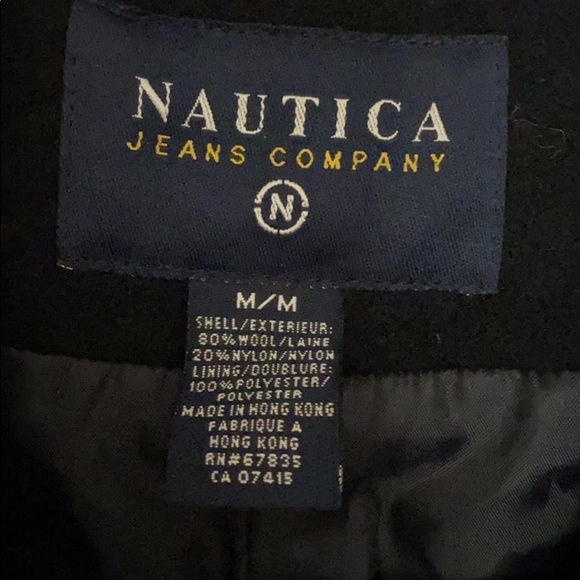 NAUTICA
JEANS COMPANY
N
M/M
SHELL/EXTERIEUR:
80% WOOL/LAINE
20% NYLON/NYLON
LINING/DOUBLURE:
100% POLYESTER/
POLYESTER
MADE IN HONG KONG
FABRIQUE A
HONG KONG
RN#67835
CA 07415